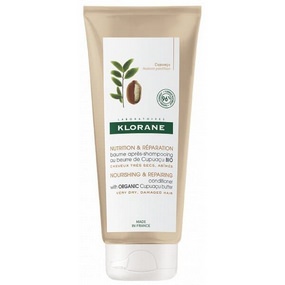 LABORATOIRES
KLORANE
NUTRITION & RÉPARATION
baume après-shampooing
au beurre de Cupuaçu BIO
CHEVEUX TRÈS SECS, ABÎMÉS
NOURISHING & REPAIRING
conditioner
with ORGANIC Cupuaçu butter
VERY DRY, DAMAGED HAIR
MADE
IN FRANCE